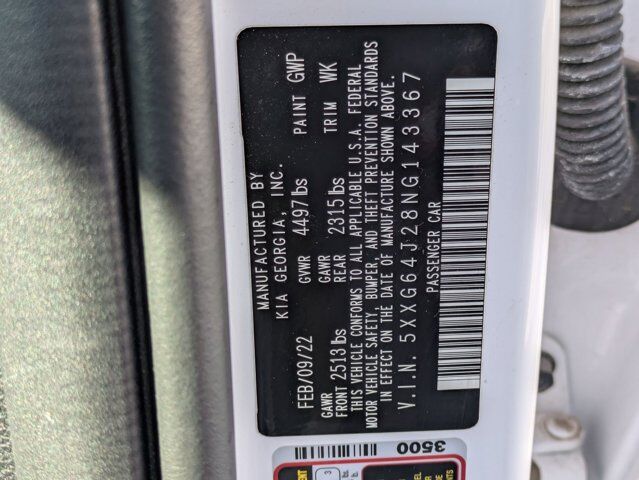 MANUFACTURED BY
KIA GEORGIA, INC.
FEB/09/22 GVWR 4497 lbs PAINT GWP
GAWR FRONT 2513 lbs GAWR REAR 2315 lbs TRIM WK
THIS VEHICLE CONFORMS TO ALL APPLICABLE U.S.A. FEDERAL
MOTOR VEHICLE SAFETY, BUMPER, AND THEFT PREVENTION STANDARDS
IN EFFECT ON THE DATE OF MANUFACTURE SHOWN ABOVE.
V.I.N. 5XXG64J28NG143367
PASSENGER CAR
3500